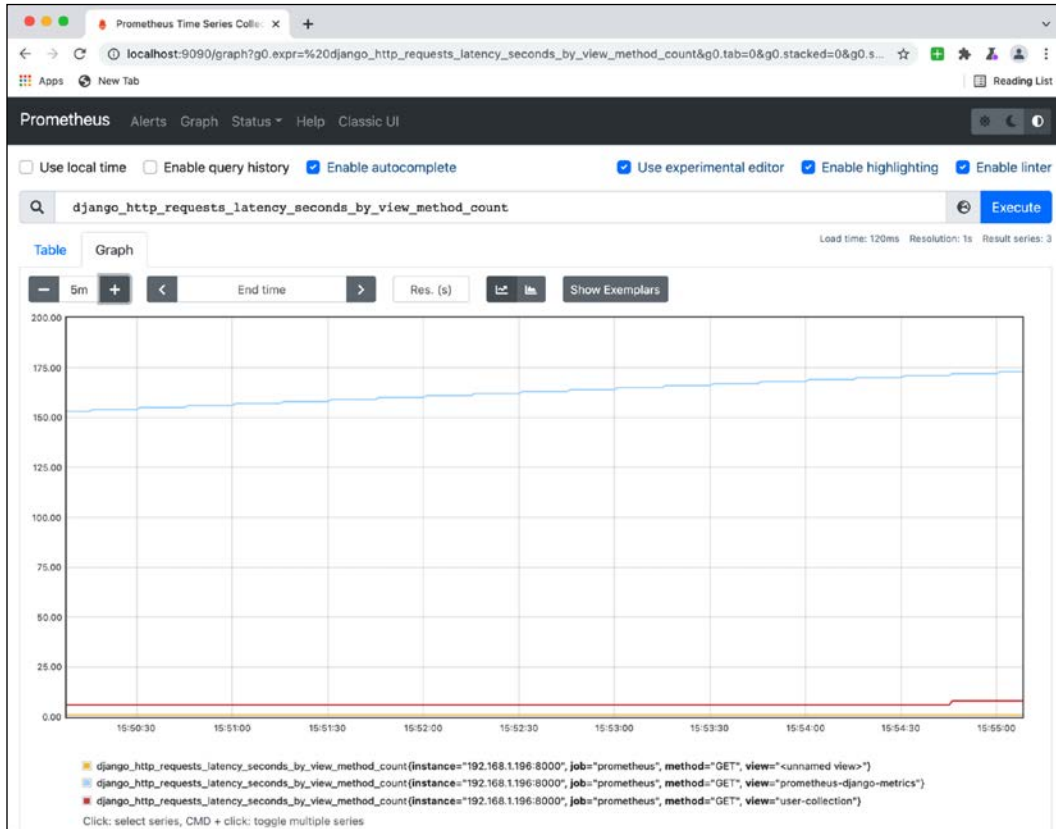 Prometheus Time Series Collec
localhost:9090/graph?g0.expr=%20django_http_requests_latency_seconds_by_view_method_count&g0.tab=0&g0.stacked=0&g0.s...
Apps New Tab Reading List
Prometheus Alerts Graph Status Help Classic UI
Use local time Enable query history Enable autocomplete Use experimental editor Enable highlighting Enable linter
django_http_requests_latency_seconds_by_view_method_count Execute
Load time: 120ms Resolution: 1s Result series: 3
Table Graph
− 5m + < End time > Res. (s) Show Exemplars
200.00
175.00
150.00
125.00
100.00
75.00
50.00
25.00
0.00
15:50:30 15:51:00 15:51:30 15:52:00 15:52:30 15:53:00 15:53:30 15:54:00 15:54:30 15:55:00
django_http_requests_latency_seconds_by_view_method_count{instance="192.168.1.196:8000", job="prometheus", method="GET", view="<unnamed view>"}
django_http_requests_latency_seconds_by_view_method_count{instance="192.168.1.196:8000", job="prometheus", method="GET", view="prometheus-django-metrics"}
django_http_requests_latency_seconds_by_view_method_count{instance="192.168.1.196:8000", job="prometheus", method="GET", view="user-collection"}
Click: select series, CMD + click: toggle multiple series